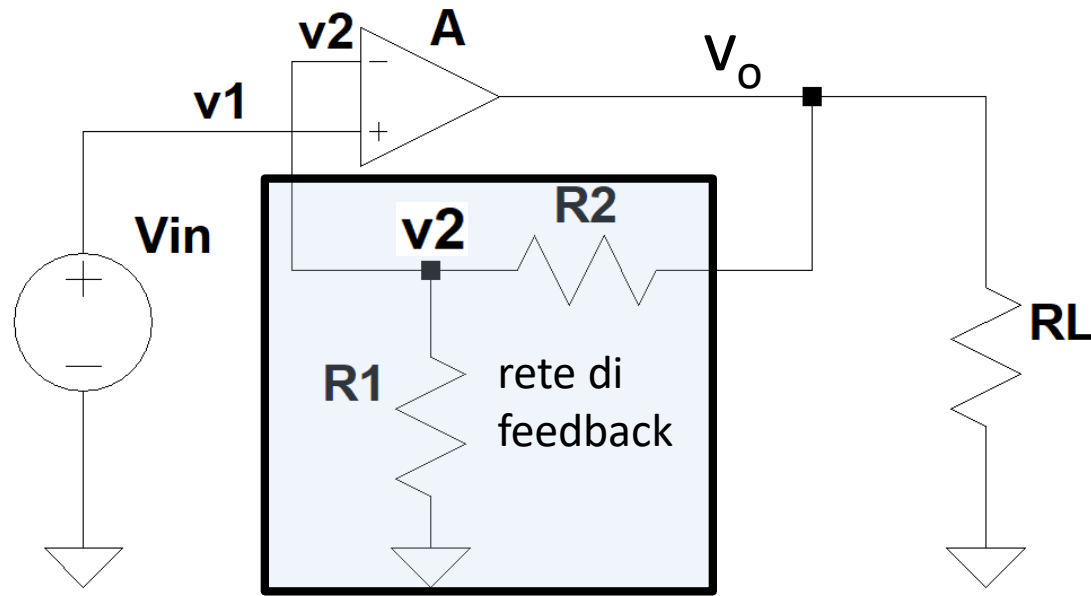 v2
A
Vo
v1
−
+
R2
Vin
v2
+
−
RL
R1
rete di
feedback